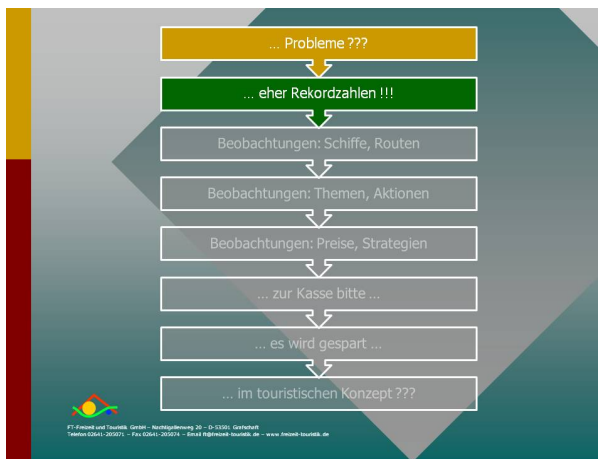 ... Probleme ???
... eher Rekordzahlen !!!
Beobachtungen: Schiffe, Routen
Beobachtungen: Themen, Aktionen
Beobachtungen: Preise, Strategien
... zur Kasse bitte ...
... es wird gespart ...
... im touristischen Konzept ???
FT-Freizeit und Touristik GmbH – Nachtigallenweg 20 – D-53501 Grafschaft
Telefon 02641-205071 – Fax 02641-205074 – Email ft@freizeit-touristik.de – www.freizeit-touristik.de